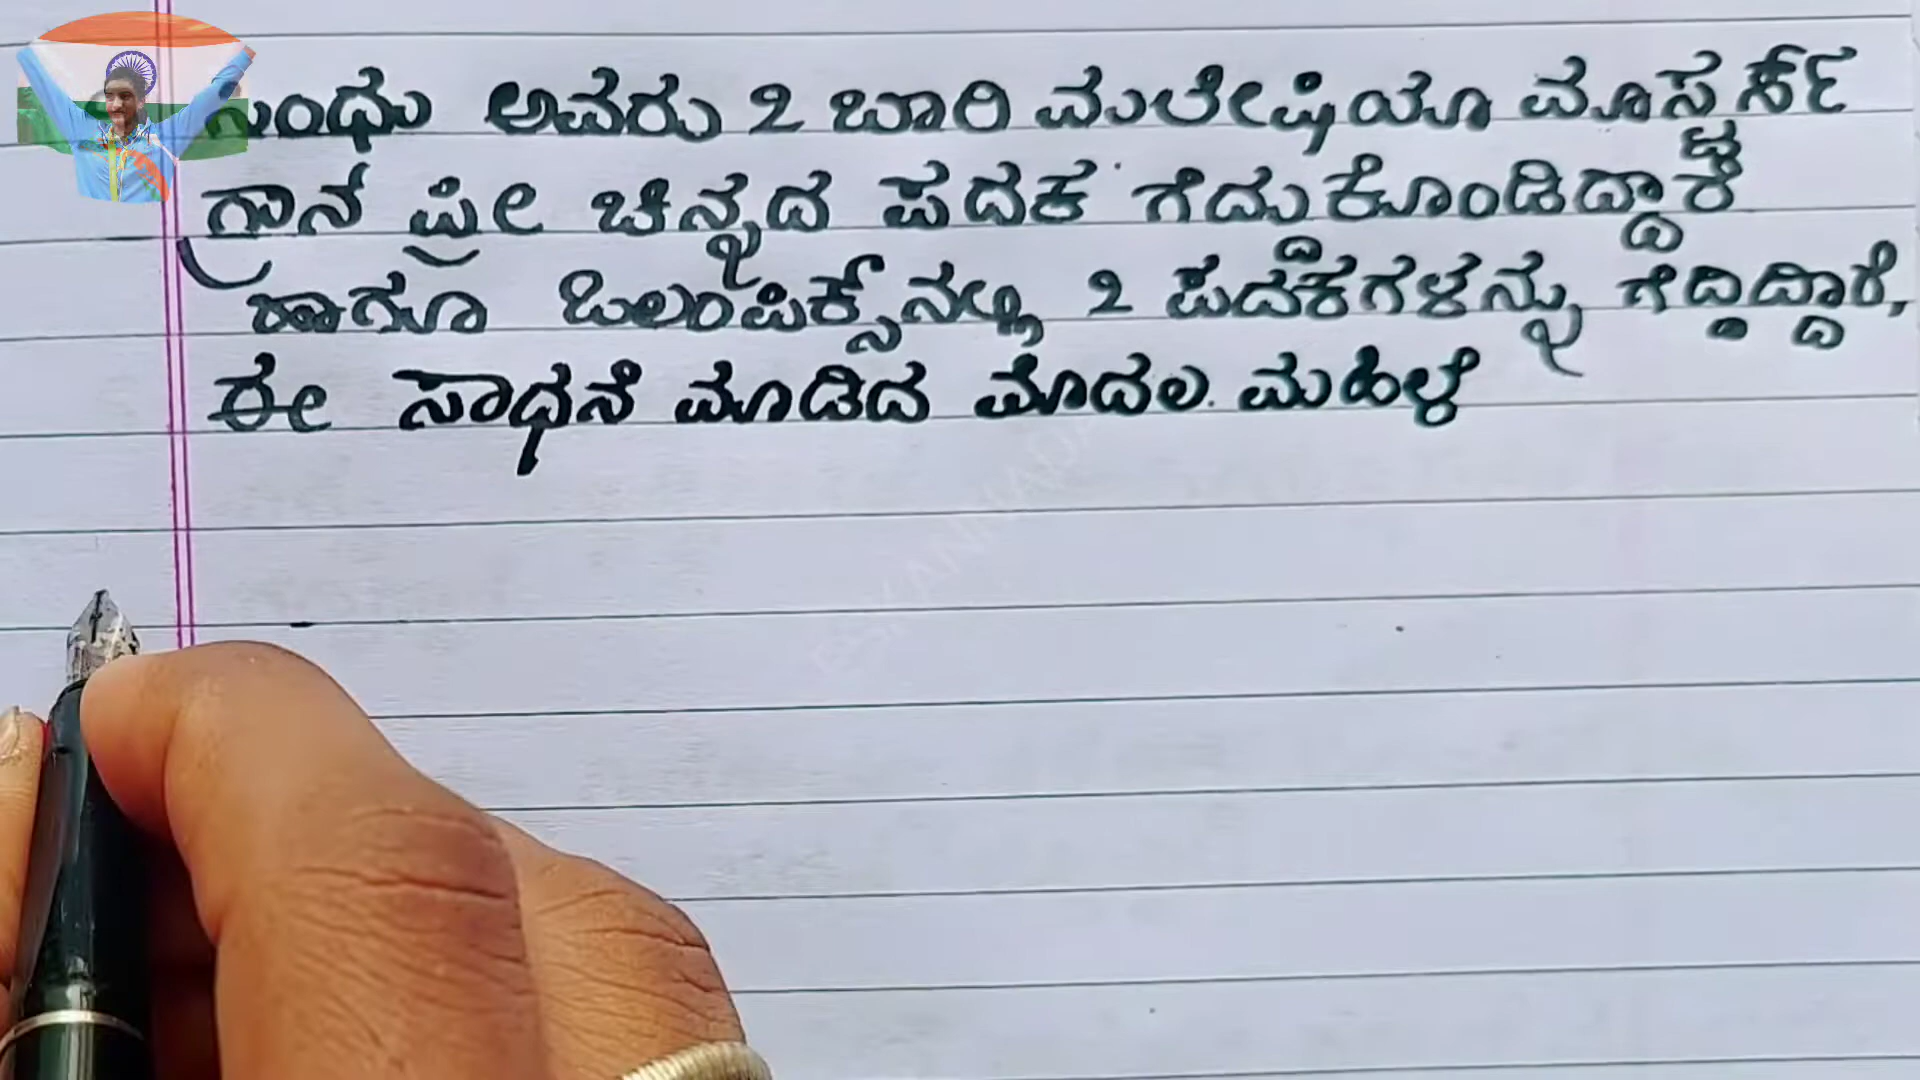 ಸಿಂಧು ಅವರು 2 ಬಾರಿ ಮಲೇಷಿಯಾ ಮಾಸ್ಟರ್ಸ್
ಗ್ರಾನ್ ಪ್ರೀ ಚಿನ್ನದ ಪದಕ ಗೆದ್ದುಕೊಂಡಿದ್ದಾರೆ
ಹಾಗೂ ಒಲಂಪಿಕ್ಸ್‌ನಲ್ಲಿ 2 ಪದಕಗಳನ್ನು ಗೆದ್ದಿದ್ದಾರೆ,
ಈ ಸಾಧನೆ ಮಾಡಿದ ಮೊದಲ. ಮಹಿಳೆ